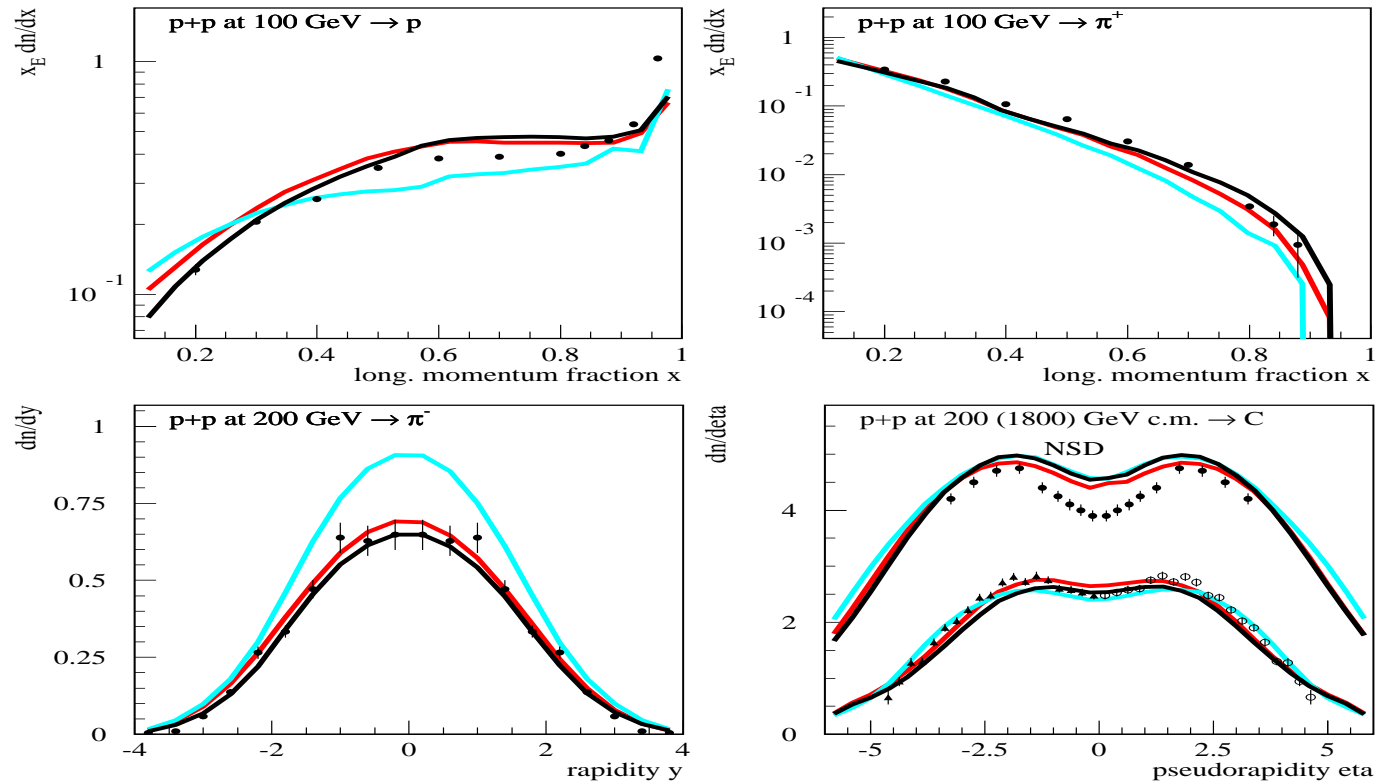 p+p at 100 GeV → p
x_E dn/dx
1
10 -1
0.2 0.4 0.6 0.8 1
long. momentum fraction x
p+p at 100 GeV → π+
x_E dn/dx
1
10 -1
10 -2
10 -3
10 -4
0.2 0.4 0.6 0.8 1
long. momentum fraction x
p+p at 200 GeV → π-
dn/dy
1
0.75
0.5
0.25
0
-4 -2 0 2 4
rapidity y
p+p at 200 (1800) GeV c.m. → C
NSD
dn/deta
4
2
0
-5 -2.5 0 2.5 5
pseudorapidity eta